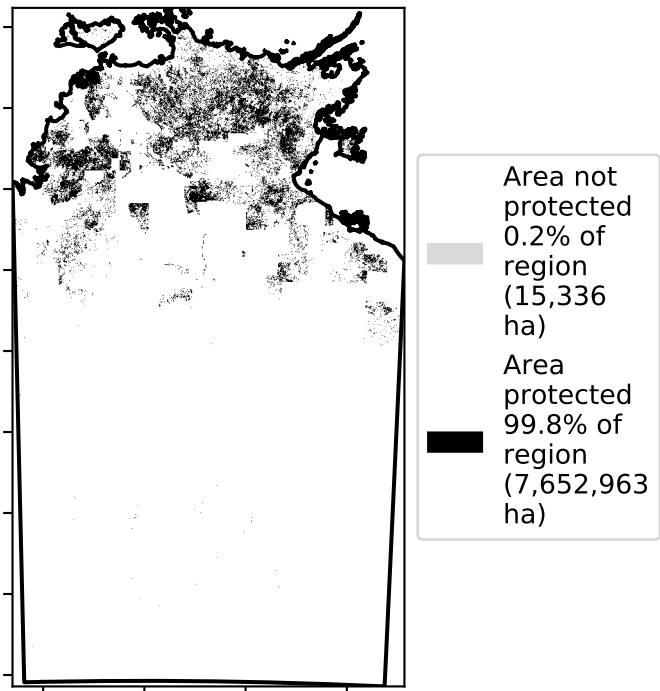 Area not
protected
0.2% of
region
(15,336
ha)
Area
protected
99.8% of
region
(7,652,963
ha)